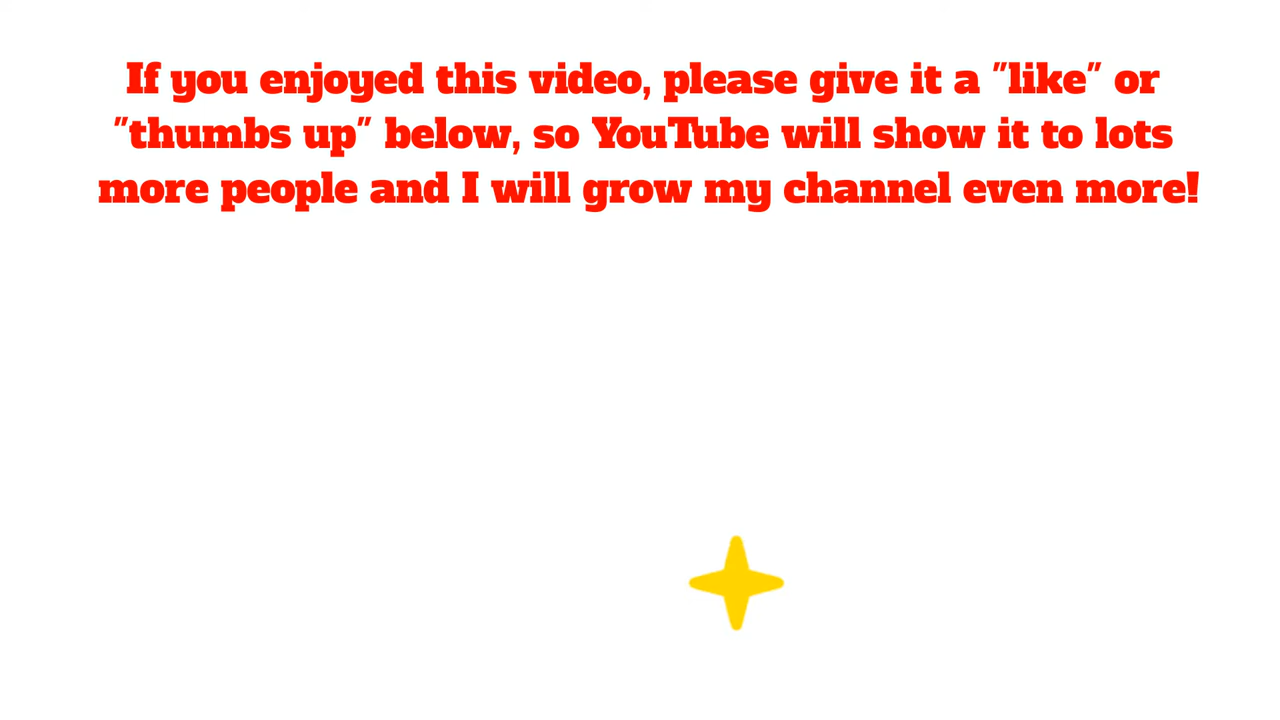 If you enjoyed this video, please give it a "like" or
"thumbs up" below, so YouTube will show it to lots
more people and I will grow my channel even more!